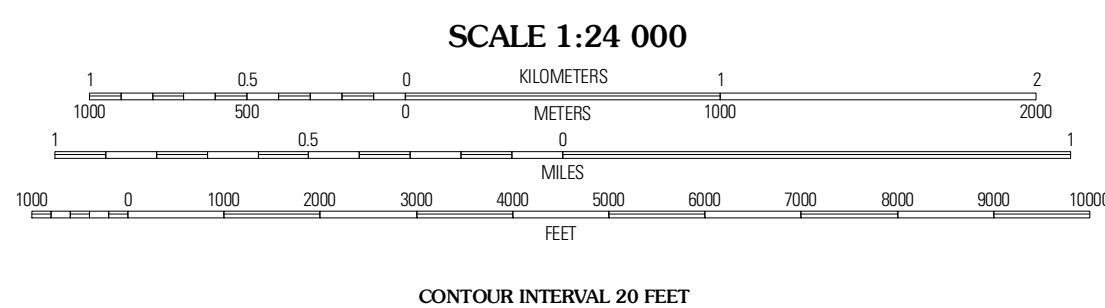 SCALE 1:24 000
1 0.5 0 KILOMETERS 1 2
1000 500 0 METERS 1000 2000
1 0.5 0 1
MILES
1000 0 1000 2000 3000 4000 5000 6000 7000 8000 9000 10000
FEET
CONTOUR INTERVAL 20 FEET